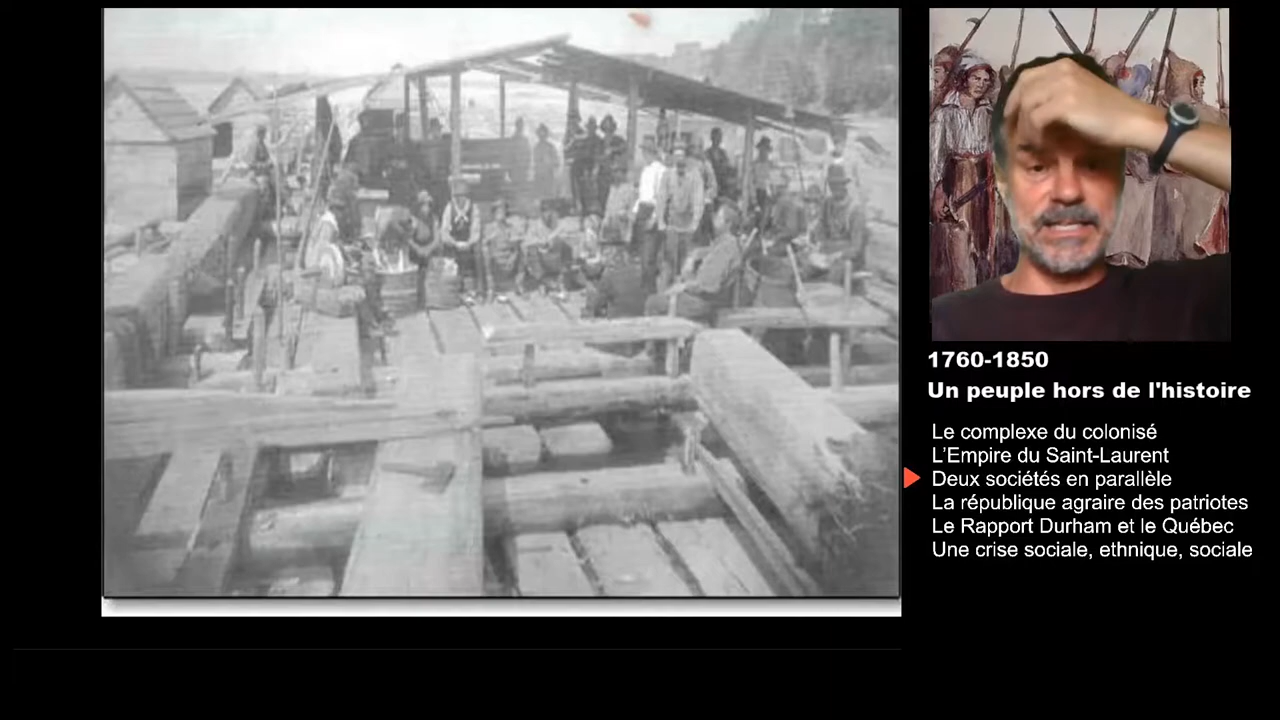 1760-1850
Un peuple hors de l'histoire
Le complexe du colonisé
L'Empire du Saint-Laurent
Deux sociétés en parallèle
La république agraire des patriotes
Le Rapport Durham et le Québec
Une crise sociale, ethnique, sociale